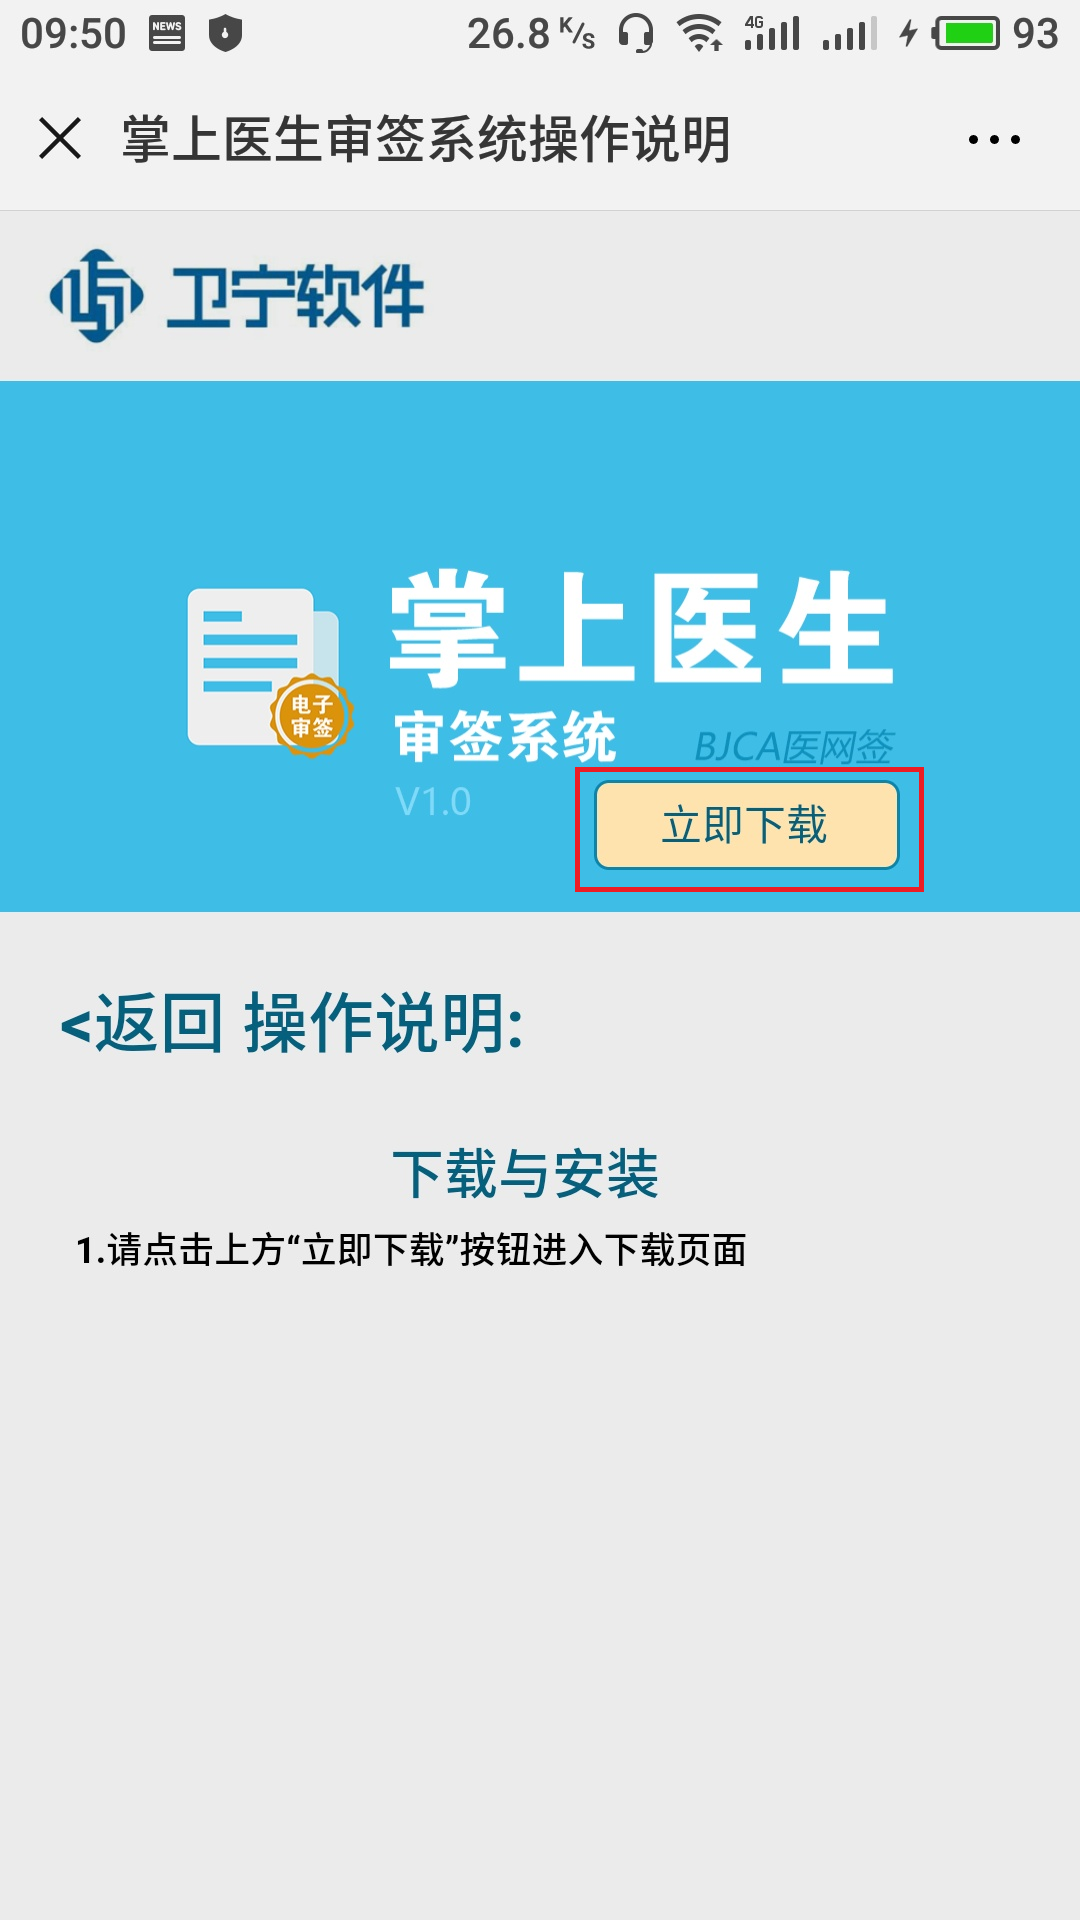 09:50 NEWS 26.8 K/s 4G 93
掌上医生审签系统操作说明
卫宁软件
掌上医生
电子
审签
审签系统
BJCA医网签
V1.0
立即下载
<返回 操作说明:
下载与安装
1.请点击上方“立即下载”按钮进入下载页面